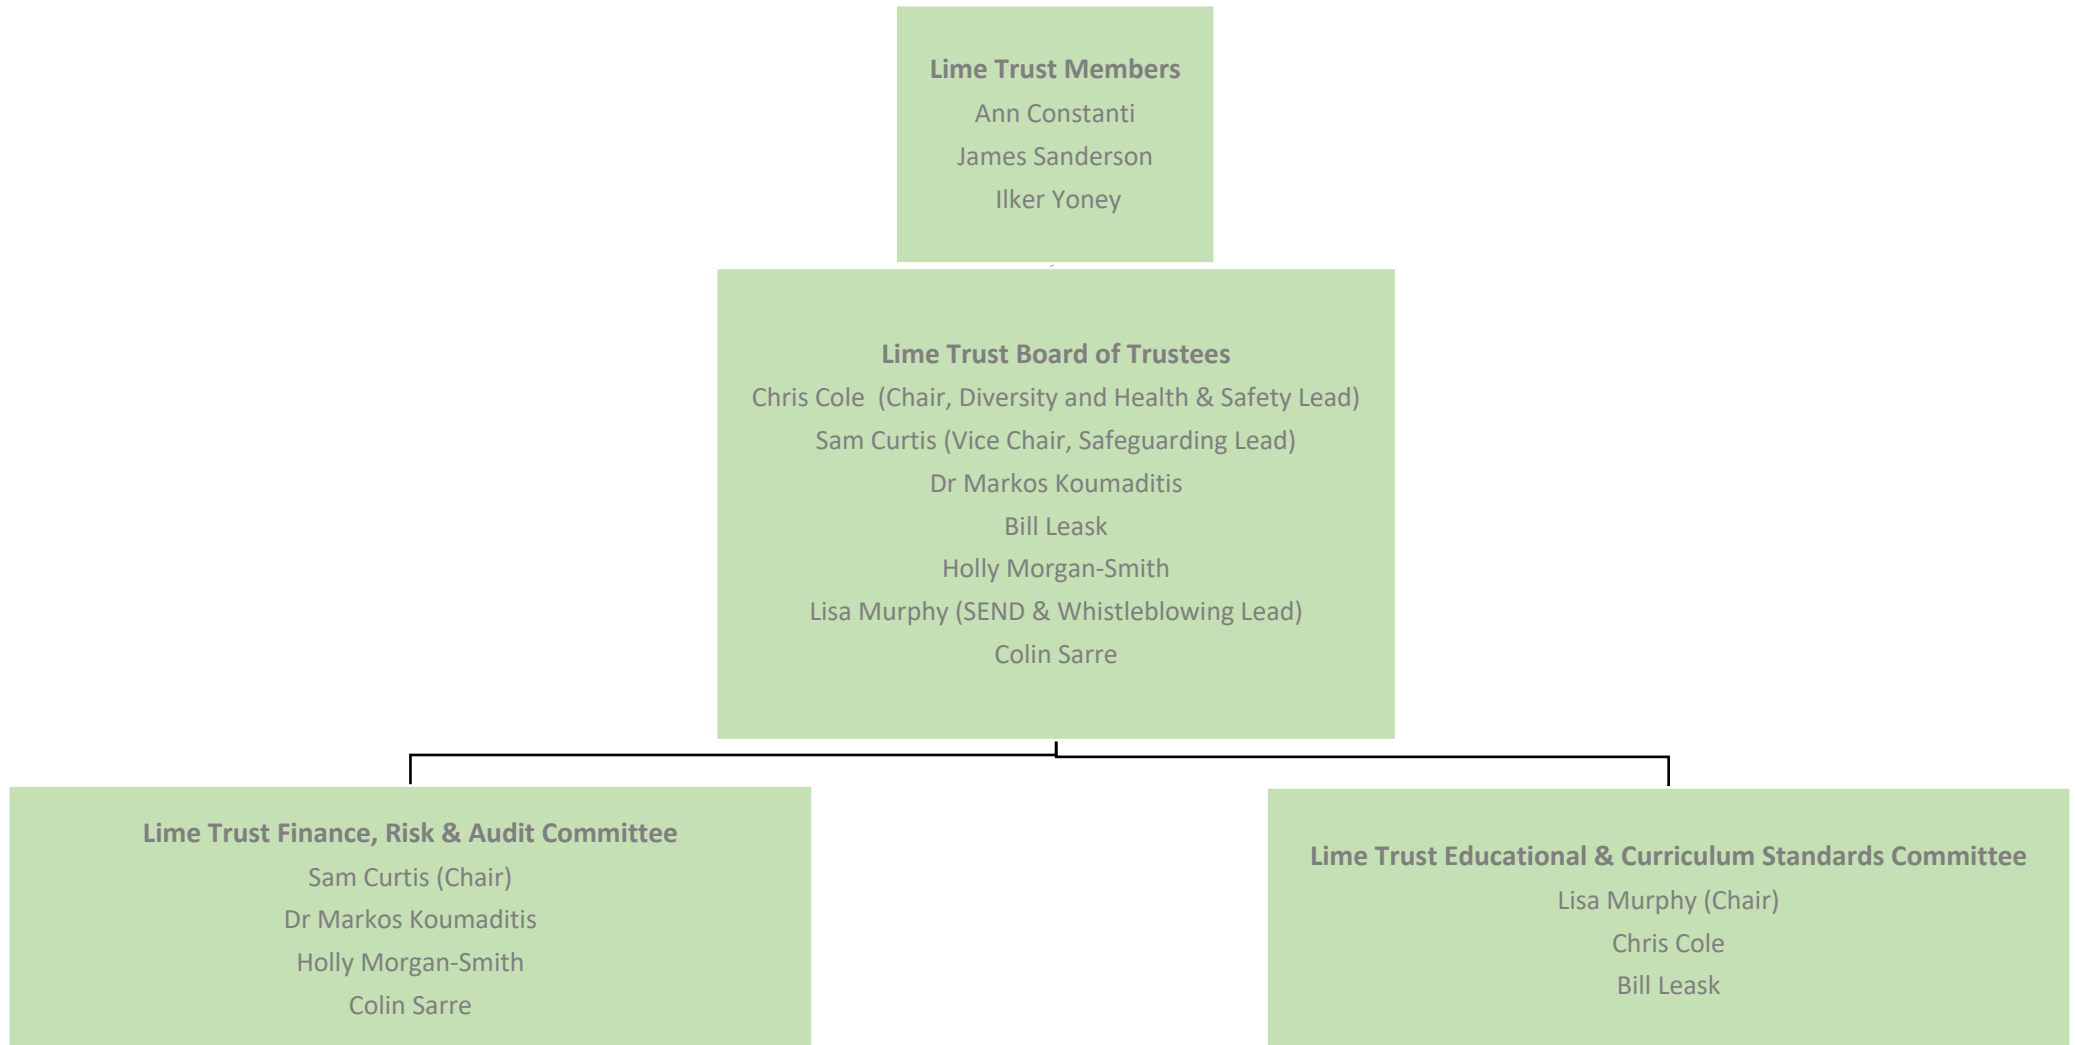 Lime Trust Members
Ann Constanti
James Sanderson
Ilker Yoney
Lime Trust Board of Trustees
Chris Cole  (Chair, Diversity and Health & Safety Lead)
Sam Curtis (Vice Chair, Safeguarding Lead)
Dr Markos Koumaditis
Bill Leask
Holly Morgan-Smith
Lisa Murphy (SEND & Whistleblowing Lead)
Colin Sarre
Lime Trust Finance, Risk & Audit Committee
Sam Curtis (Chair)
Dr Markos Koumaditis
Holly Morgan-Smith
Colin Sarre
Lime Trust Educational & Curriculum Standards Committee
Lisa Murphy (Chair)
Chris Cole
Bill Leask